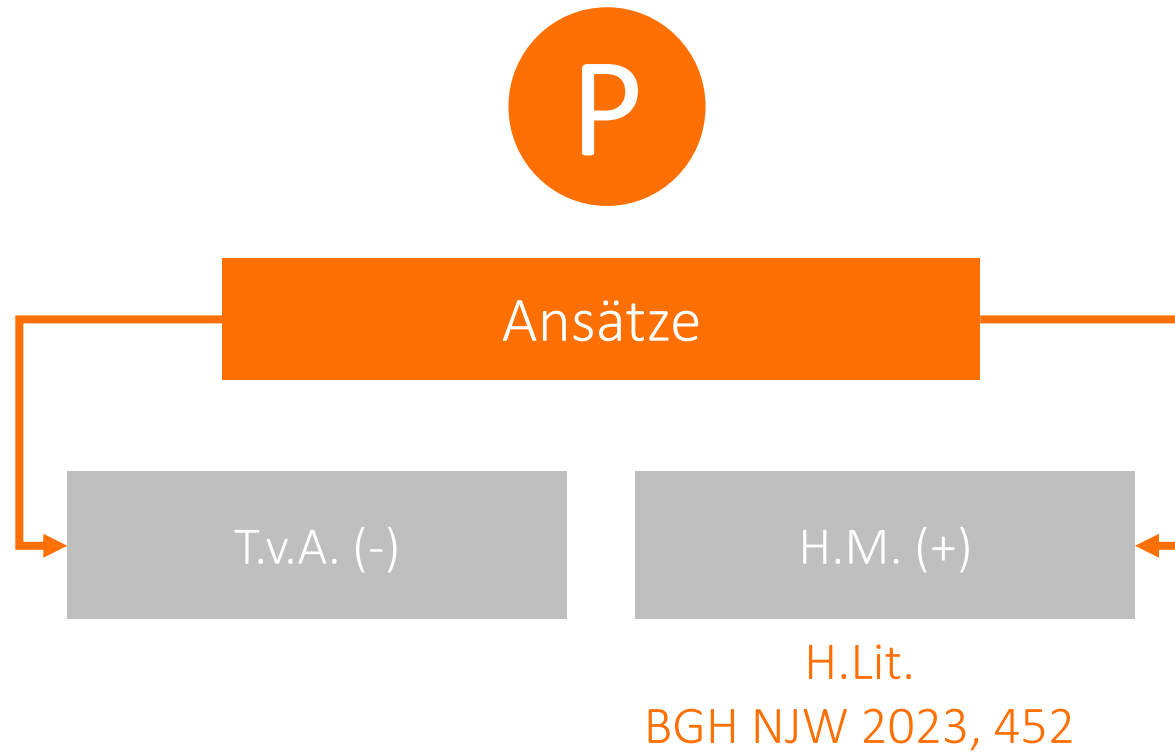 P
Ansätze
T.v.A. (-)
H.M. (+)
H.Lit.
BGH NJW 2023, 452